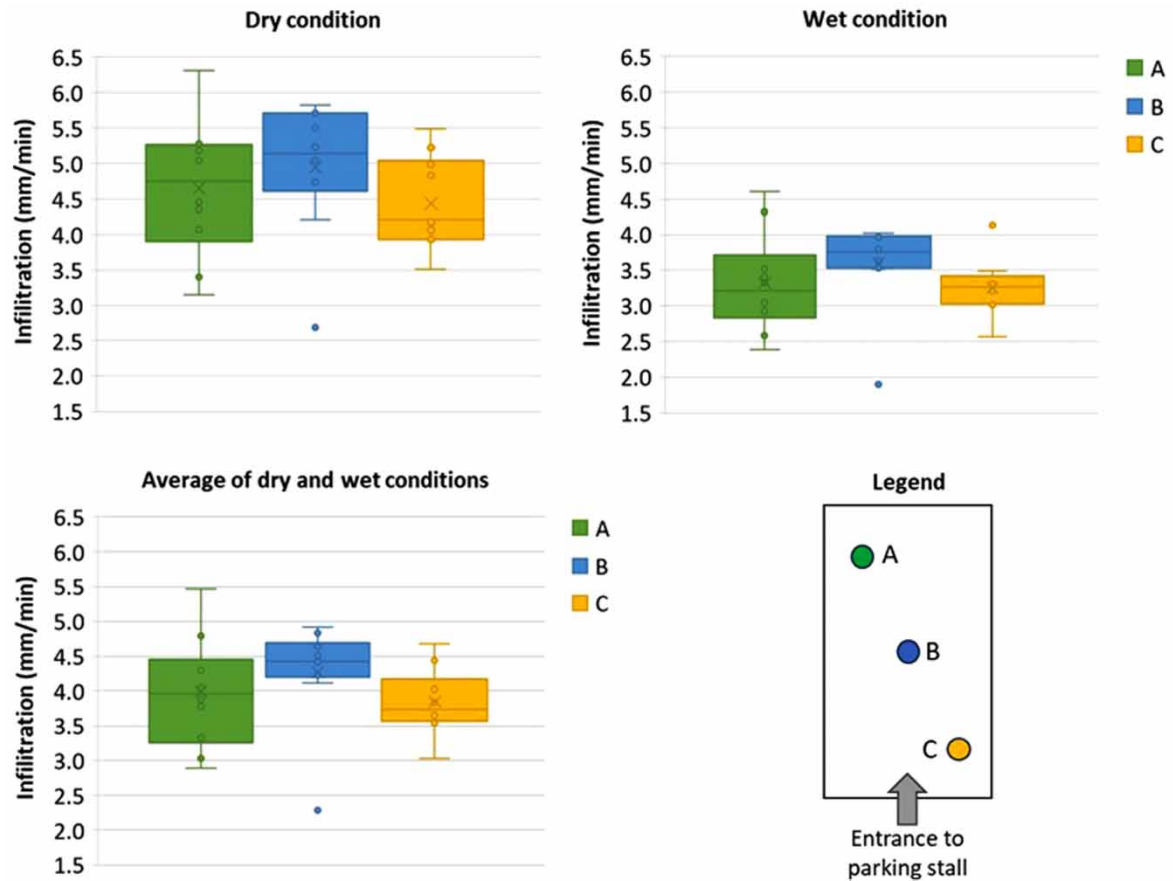 Dry condition
6.5
6.0
5.5
5.0
4.5
4.0
3.5
3.0
2.5
2.0
1.5
Infilitration (mm/min)
Wet condition
6.5
6.0
5.5
5.0
4.5
4.0
3.5
3.0
2.5
2.0
1.5
Infilitration (mm/min)
A
B
C
Average of dry and wet conditions
6.5
6.0
5.5
5.0
4.5
4.0
3.5
3.0
2.5
2.0
1.5
Infilitration (mm/min)
A
B
C
Legend
A
B
C
Entrance to
parking stall